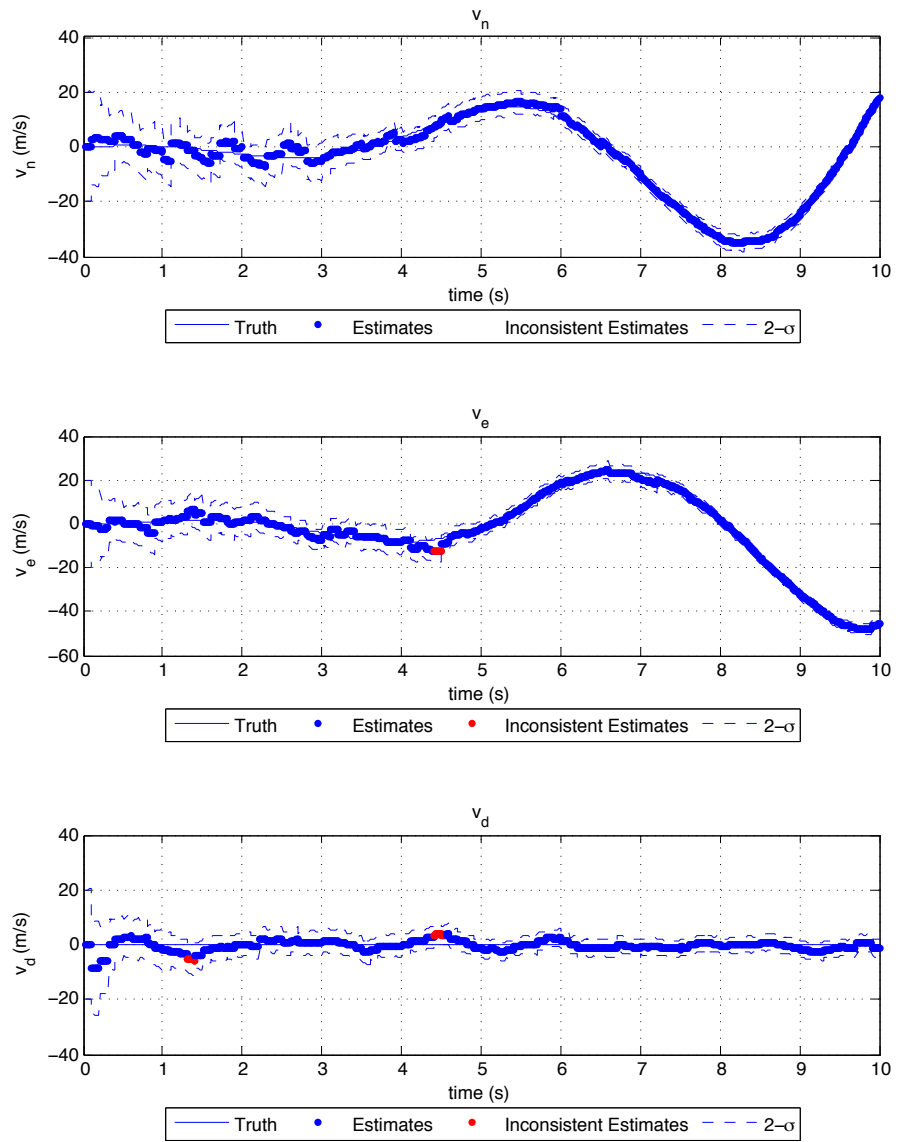 v_n
40
20
0
−20
−40
v_n (m/s)
0 1 2 3 4 5 6 7 8 9 10
time (s)
Truth Estimates Inconsistent Estimates 2−σ
v_e
40
20
0
−20
−40
−60
v_e (m/s)
0 1 2 3 4 5 6 7 8 9 10
time (s)
Truth Estimates Inconsistent Estimates 2−σ
v_d
40
20
0
−20
−40
v_d (m/s)
0 1 2 3 4 5 6 7 8 9 10
time (s)
Truth Estimates Inconsistent Estimates 2−σ